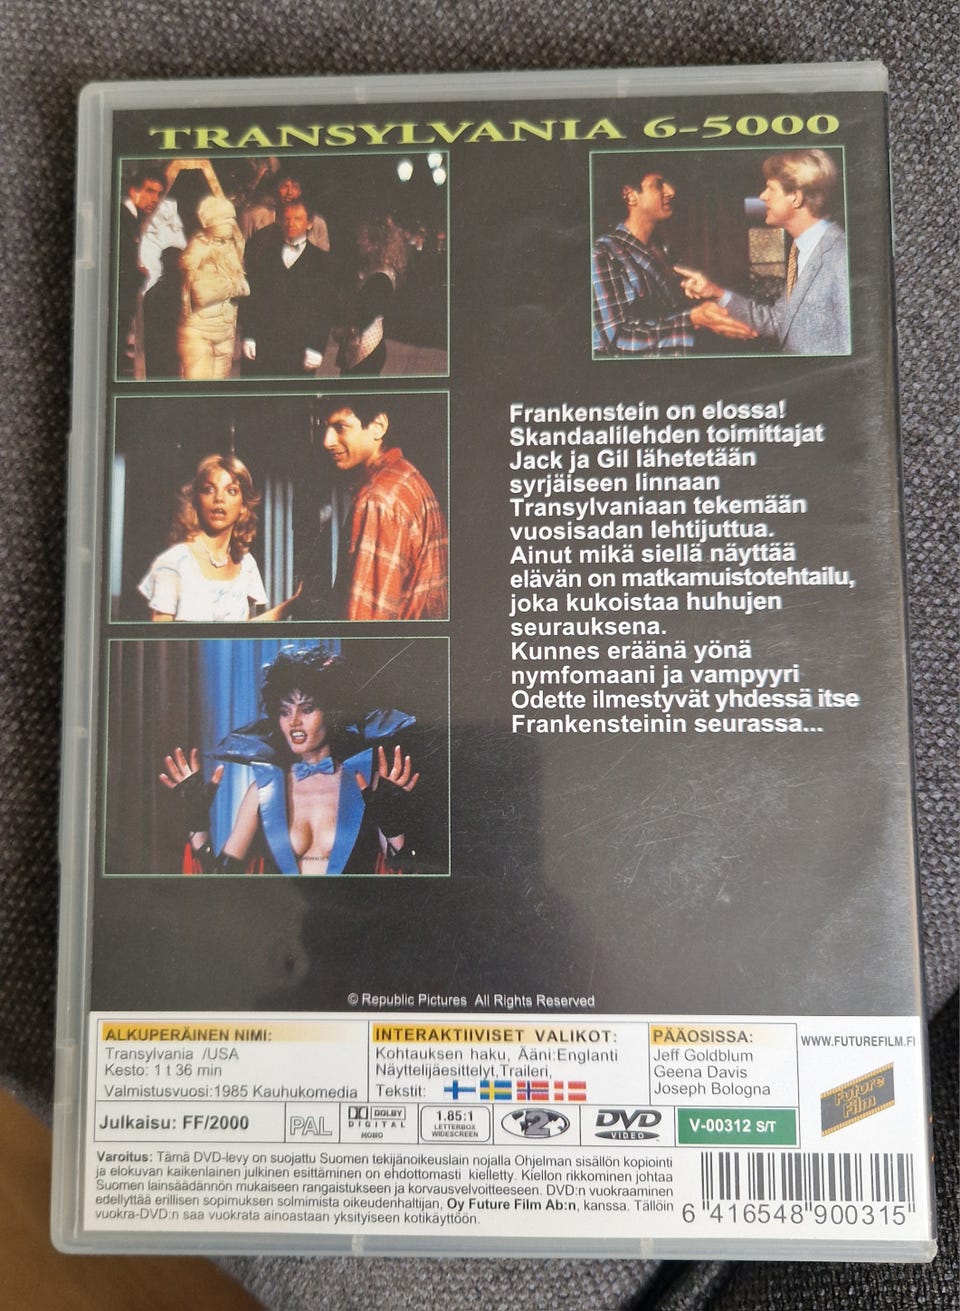 TRANSYLVANIA 6-5000
Frankenstein on elossa!
Skandaalilehden toimittajat
Jack ja Gil lähetetään
syrjäiseen linnaan
Transylvaniaan tekemään
vuosisadan lehtijuttua.
Ainut mikä siellä näyttää
elävän on matkamuistotehtailu,
joka kukoistaa huhujen
seurauksena.
Kunnes eräänä yönä
nymfomaani ja vampyyri
Odette ilmestyvät yhdessä itse
Frankensteinin seurassa...
© Republic Pictures All Rights Reserved
ALKUPERÄINEN NIMI:
Transylvania /USA
Kesto: 1 t 36 min
Valmistusvuosi:1985 Kauhukomedia
INTERAKTIIVISET VALIKOT:
Kohtauksen haku, Ääni:Englanti
Näyttelijäesittelyt,Traileri,
Tekstit:
PÄÄOSISSA:
Jeff Goldblum
Geena Davis
Joseph Bologna
WWW.FUTUREFILM.FI
Future
Film
Julkaisu: FF/2000
PAL
DOLBY
DIGITAL
MONO
1.85:1
LETTERBOX
WIDESCREEN
2
DVD
VIDEO
V-00312 S/T
Varoitus: Tämä DVD-levy on suojattu Suomen tekijänoikeuslain nojalla Ohjelman sisällön kopiointi
ja elokuvan kaikenlainen julkinen esittäminen on ehdottomasti kielletty. Kiellon rikkominen johtaa
Suomen lainsäädännön mukaiseen rangaistukseen ja korvausvelvoitteeseen. DVD:n vuokraaminen
edellyttää erillisen sopimuksen solmimista oikeudenhaltijan, Oy Future Film Ab:n, kanssa. Tällöin
vuokra-DVD:n saa vuokrata ainoastaan yksityiseen kotikäyttöön.
6 416548 900315